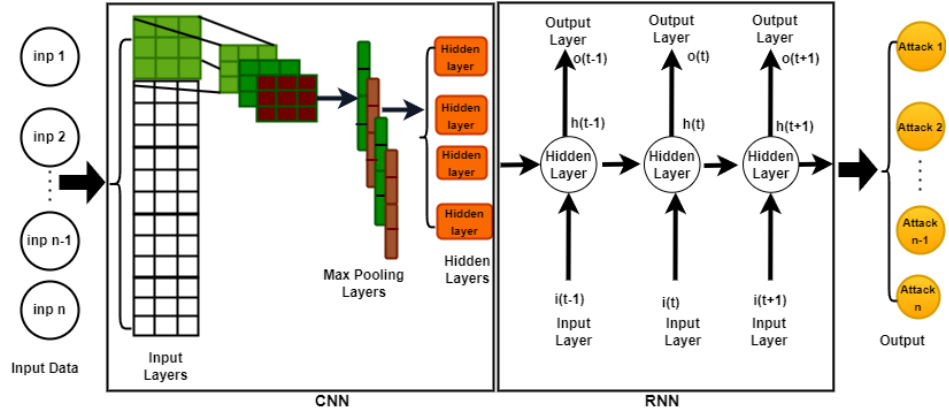 inp 1
inp 2
inp n-1
inp n
Input Data
Input
Layers
Max Pooling
Layers
Hidden
layer
Hidden
layer
Hidden
layer
Hidden
layer
Hidden
Layers
CNN
Output
Layer
o(t-1)
h(t-1)
Hidden
Layer
i(t-1)
Input
Layer
Output
Layer
o(t)
h(t)
Hidden
Layer
i(t)
Input
Layer
Output
Layer
o(t+1)
h(t+1)
Hidden
Layer
i(t+1)
Input
Layer
RNN
Attack 1
Attack 2
Attack
n-1
Attack
n
Output